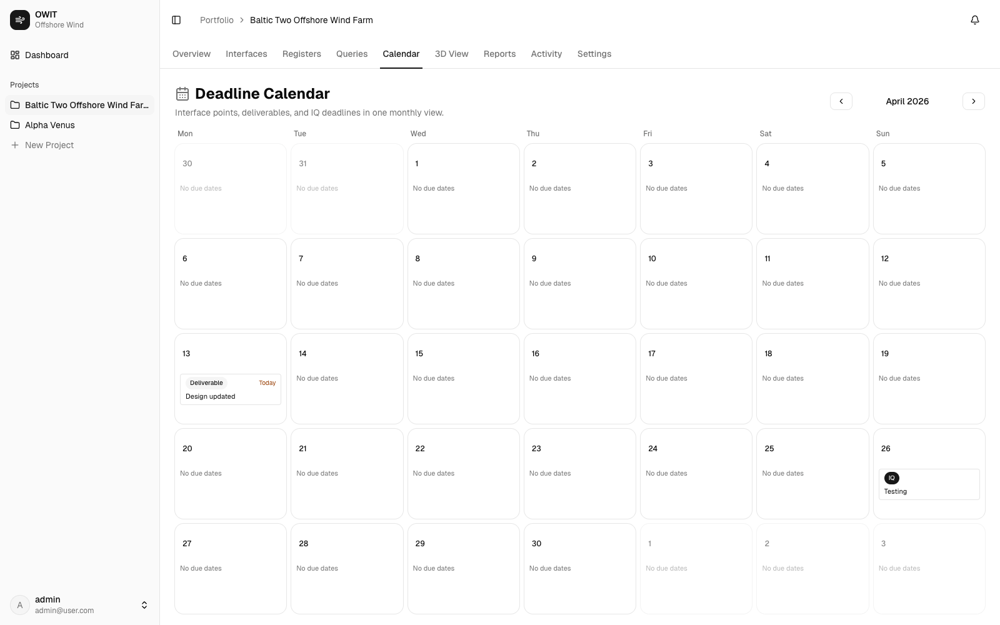 OWIT
Offshore Wind
Dashboard
Projects
Baltic Two Offshore Wind Far...
Alpha Venus
New Project
A
admin
admin@user.com
Portfolio > Baltic Two Offshore Wind Farm
Overview Interfaces Registers Queries Calendar 3D View Reports Activity Settings
Deadline Calendar
Interface points, deliverables, and IQ deadlines in one monthly view.
April 2026
Mon Tue Wed Thu Fri Sat Sun
30 31 1 2 3 4 5
No due dates No due dates No due dates No due dates No due dates No due dates No due dates
6 7 8 9 10 11 12
No due dates No due dates No due dates No due dates No due dates No due dates No due dates
13 14 15 16 17 18 19
Deliverable Today No due dates No due dates No due dates No due dates No due dates No due dates
Design updated
20 21 22 23 24 25 26
No due dates No due dates No due dates No due dates No due dates No due dates IQ
Testing
27 28 29 30 1 2 3
No due dates No due dates No due dates No due dates No due dates No due dates No due dates